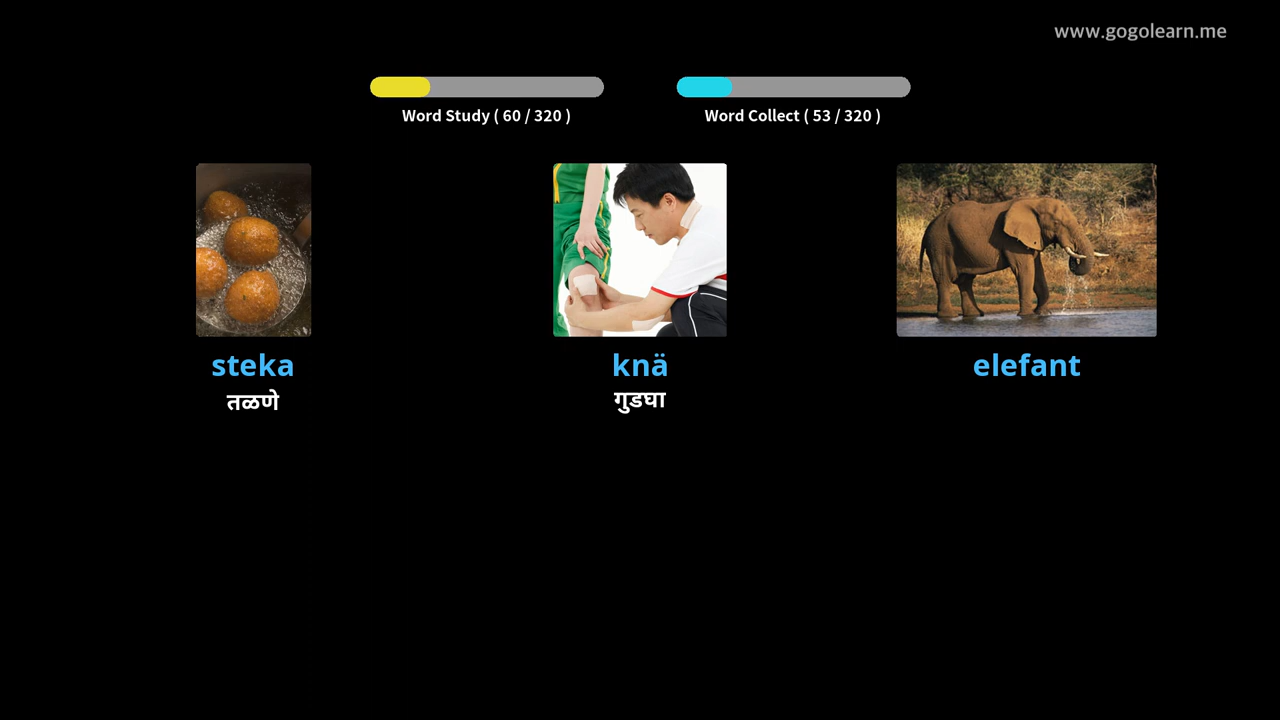 www.gogolearn.me
Word Study ( 60 / 320 )
Word Collect ( 53 / 320 )
steka
knä
elefant
तळणे
गुडघा